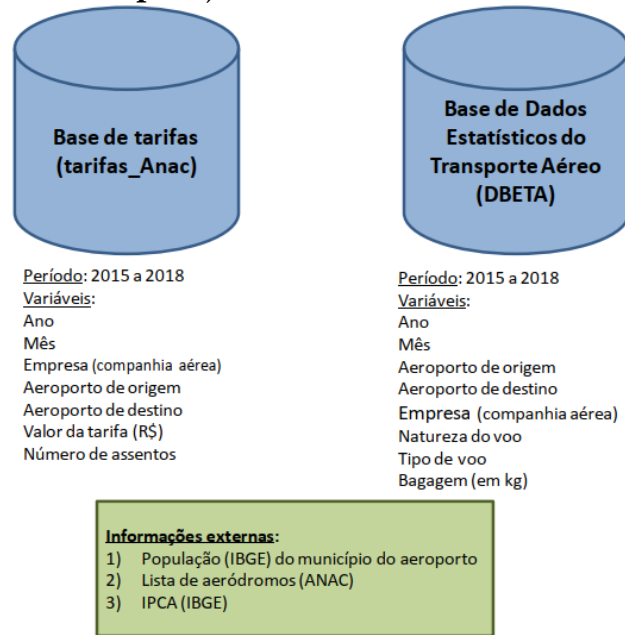 Base de tarifas
(tarifas_Anac)
Base de Dados
Estatísticos do
Transporte Aéreo
(DBETA)
Período: 2015 a 2018
Variáveis:
Ano
Mês
Empresa (companhia aérea)
Aeroporto de origem
Aeroporto de destino
Valor da tarifa (R$)
Número de assentos
Período: 2015 a 2018
Variáveis:
Ano
Mês
Aeroporto de origem
Aeroporto de destino
Empresa (companhia aérea)
Natureza do voo
Tipo de voo
Bagagem (em kg)
Informações externas:
1) População (IBGE) do município do aeroporto
2) Lista de aeródromos (ANAC)
3) IPCA (IBGE)